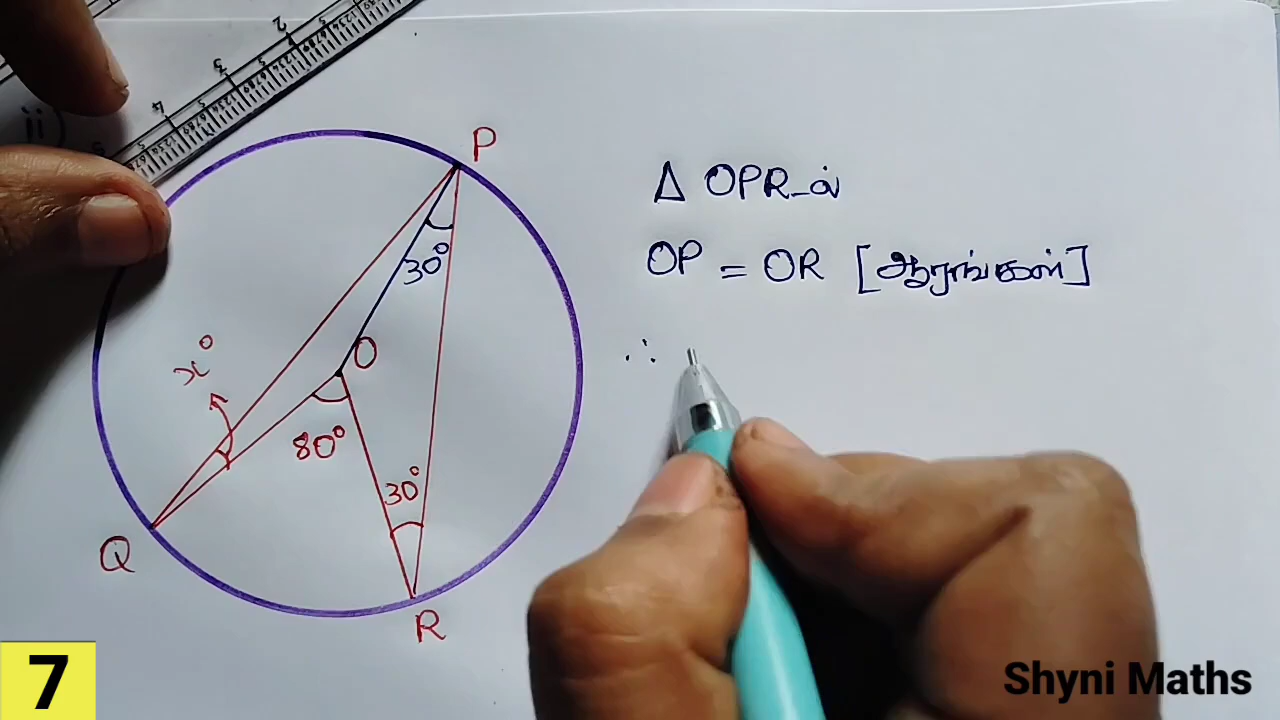 P
Δ OPR-ல்
OP = OR [ஆரங்கள்]
30°
x°
O
∴
80°
30°
Q
R
7
Shyni Maths